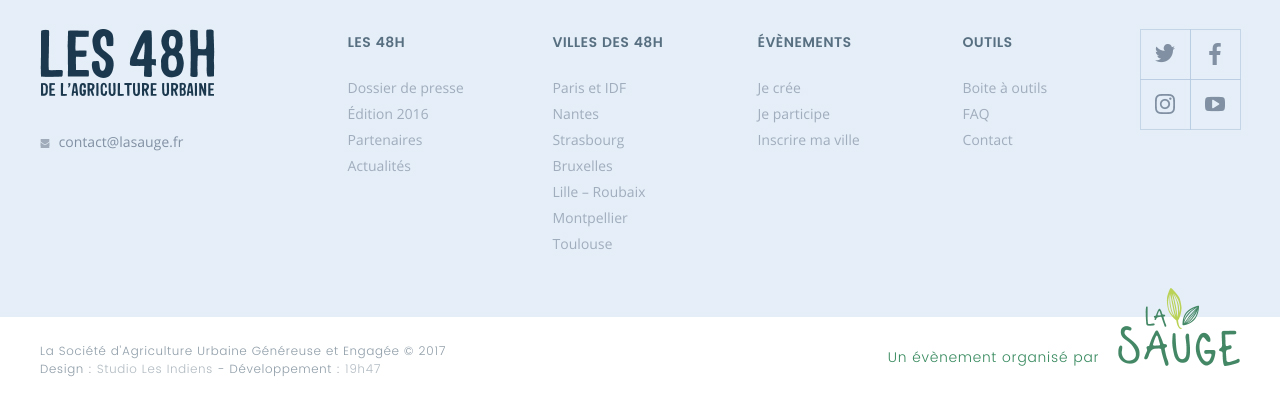 LES 48H
DE L'AGRICULTURE URBAINE
contact@lasauge.fr
LES 48H
Dossier de presse
Édition 2016
Partenaires
Actualités
VILLES DES 48H
Paris et IDF
Nantes
Strasbourg
Bruxelles
Lille – Roubaix
Montpellier
Toulouse
ÉVÈNEMENTS
Je crée
Je participe
Inscrire ma ville
OUTILS
Boite à outils
FAQ
Contact
La Société d'Agriculture Urbaine Généreuse et Engagée © 2017
Design : Studio Les Indiens - Développement : 19h47
Un évènement organisé par
LA
SAUGE